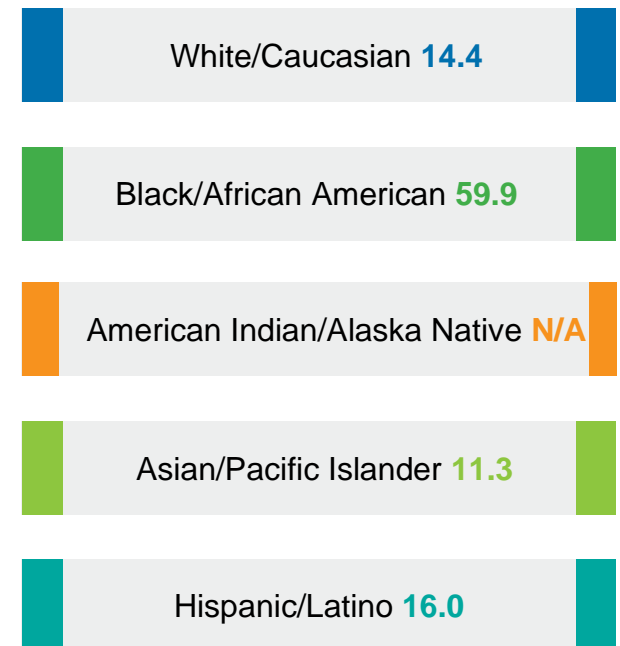 White/Caucasian 14.4
Black/African American 59.9
American Indian/Alaska Native N/A
Asian/Pacific Islander 11.3
Hispanic/Latino 16.0